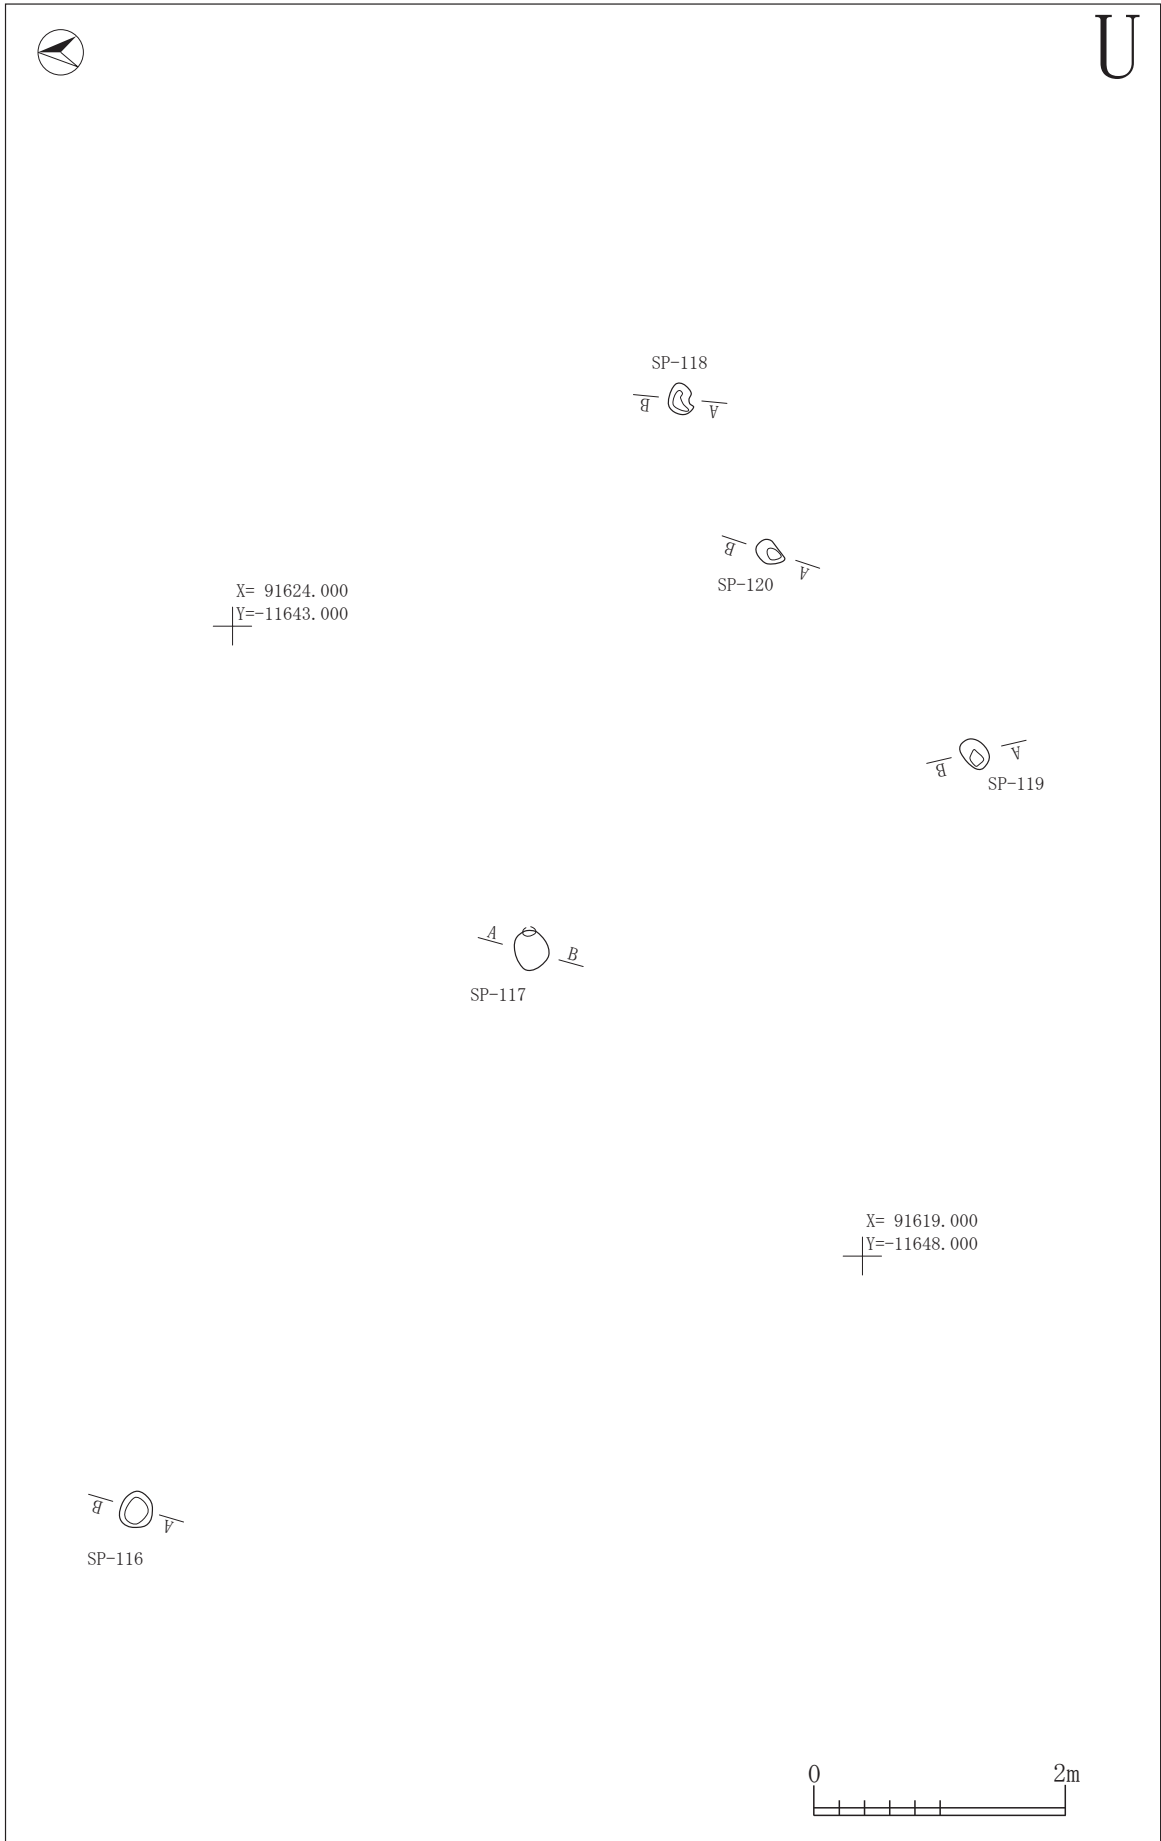 U
SP-118
B A
B A
SP-120
X= 91624.000
Y=-11643.000
B A
SP-119
A B
SP-117
X= 91619.000
Y=-11648.000
B A
SP-116
0 2m